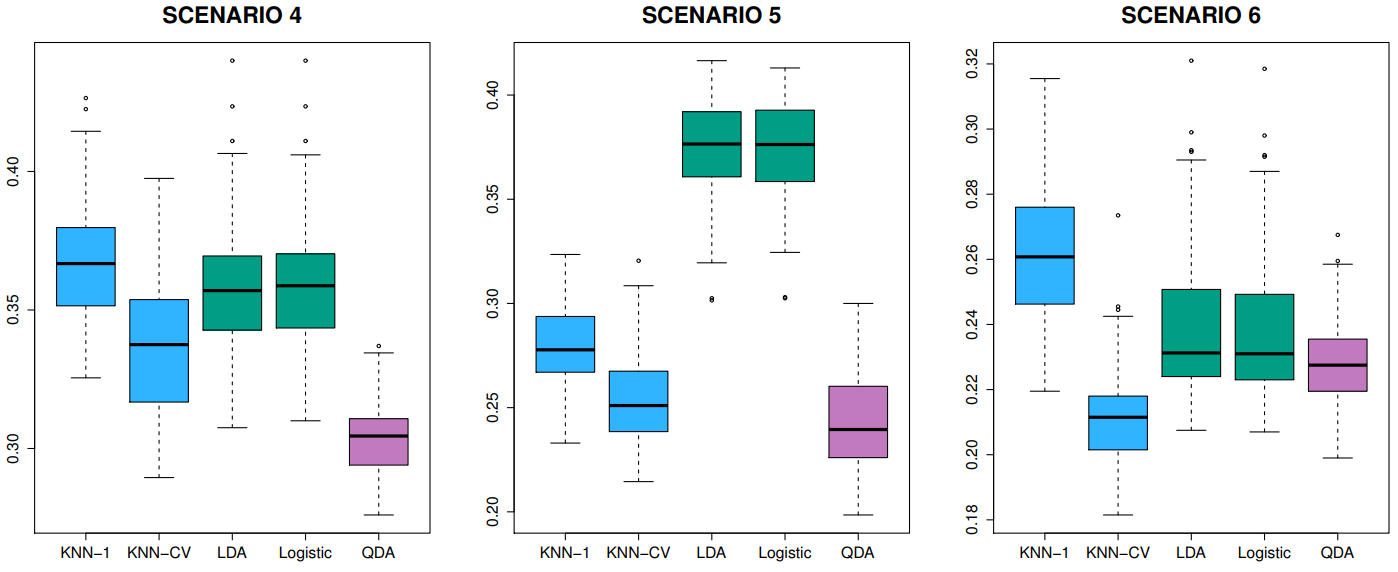 SCENARIO 4
0.40
0.35
0.30
KNN−1 KNN−CV LDA Logistic QDA
SCENARIO 5
0.40
0.35
0.30
0.25
0.20
KNN−1 KNN−CV LDA Logistic QDA
SCENARIO 6
0.32
0.30
0.28
0.26
0.24
0.22
0.20
0.18
KNN−1 KNN−CV LDA Logistic QDA